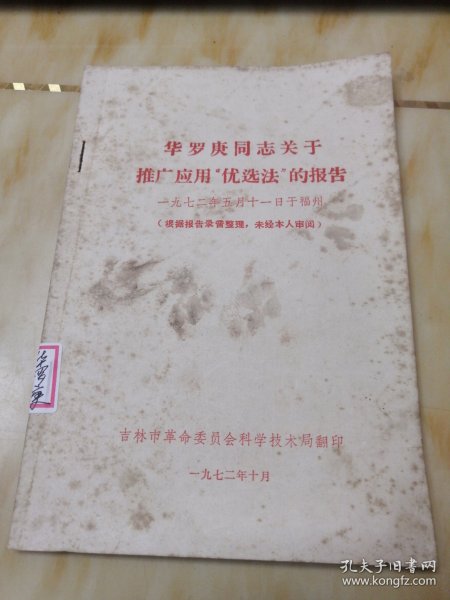 华罗庚同志关于
推广应用“优选法”的报告
一九七二年五月十一日于福州
（根据报告录音整理，未经本人审阅）
吉林市革命委员会科学技术局翻印
一九七二年十月
孔夫子旧书网
www.kongfz.com